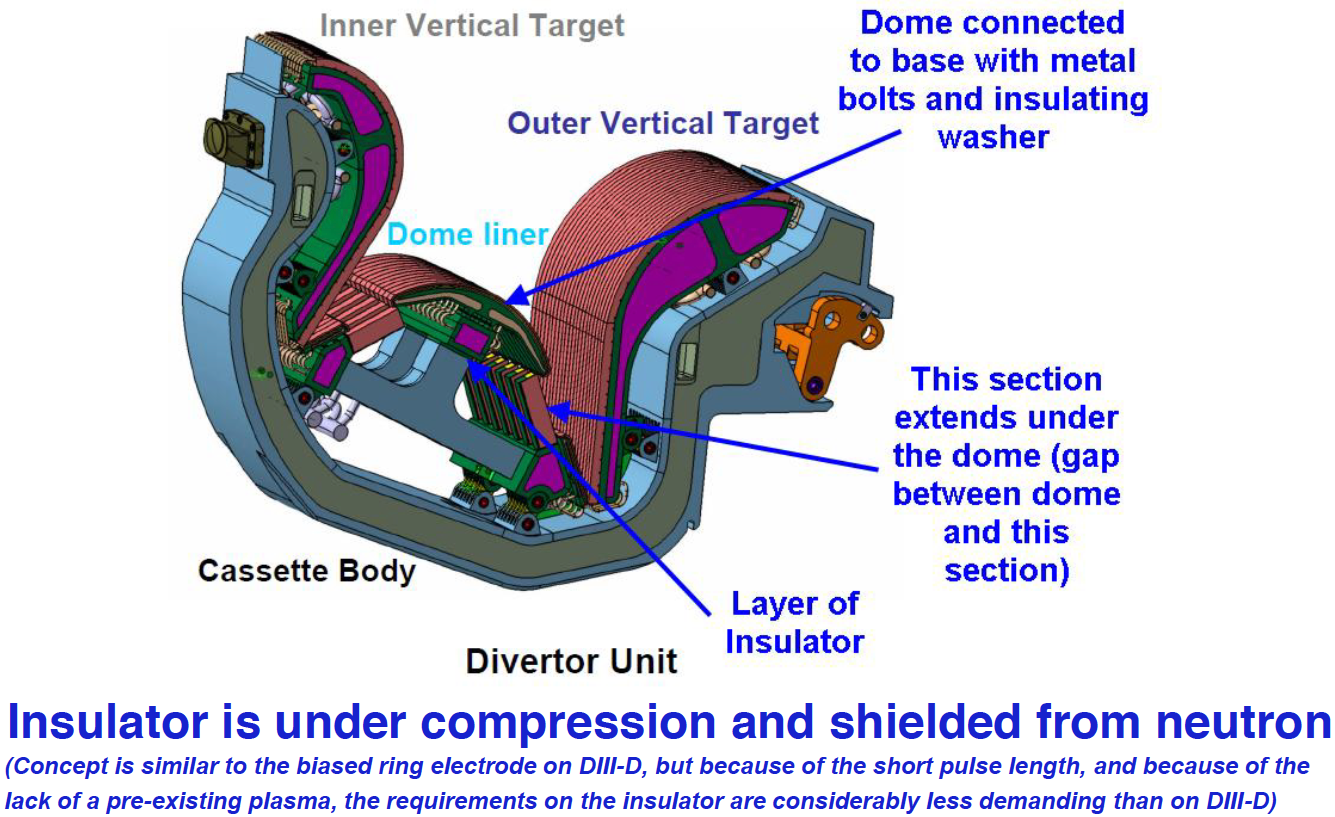 Inner Vertical Target
Dome connected
to base with metal
bolts and insulating
washer
Outer Vertical Target
Dome liner
This section
extends under
the dome (gap
between dome
and this
section)
Cassette Body
Layer of
Insulator
Divertor Unit
Insulator is under compression and shielded from neutron
(Concept is similar to the biased ring electrode on DIII-D, but because of the short pulse length, and because of the
lack of a pre-existing plasma, the requirements on the insulator are considerably less demanding than on DIII-D)